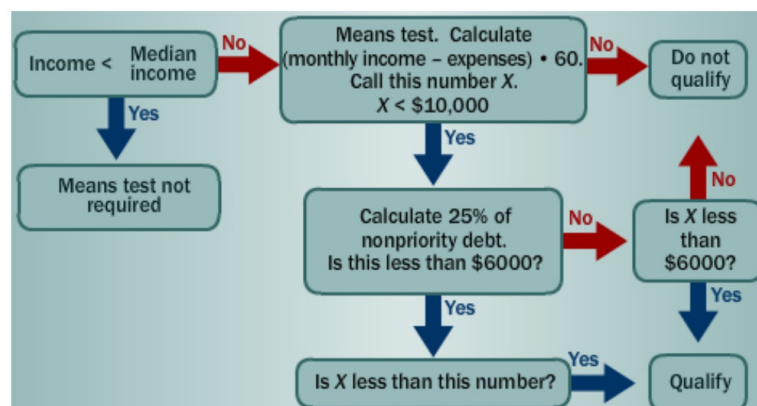 Income < Median
income
No
Means test. Calculate
(monthly income – expenses) • 60.
Call this number X.
X < $10,000
No
Do not
qualify
Yes
Yes
No
Means test not
required
Calculate 25% of
nonpriority debt.
Is this less than $6000?
No
Is X less
than
$6000?
Yes
Yes
Is X less than this number?
Yes
Qualify